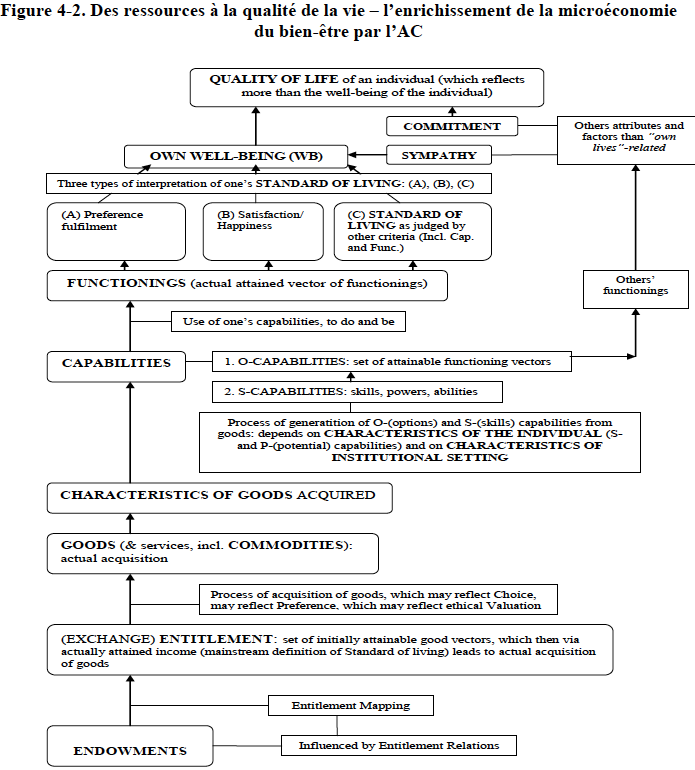 Figure 4-2. Des ressources à la qualité de la vie – l’enrichissement de la microéconomie
du bien-être par l’AC
QUALITY OF LIFE of an individual (which reflects
more than the well-being of the individual)
COMMITMENT
Others attributes and
factors than “own
lives”-related
OWN WELL-BEING (WB)
SYMPATHY
Three types of interpretation of one’s STANDARD OF LIVING: (A), (B), (C)
(A) Preference
fulfilment
(B) Satisfaction/
Happiness
(C) STANDARD OF
LIVING as judged by
other criteria (Incl. Cap.
and Func.)
FUNCTIONINGS (actual attained vector of functionings)
Others’
functionings
Use of one’s capabilities, to do and be
CAPABILITIES
1. O-CAPABILITIES: set of attainable functioning vectors
2. S-CAPABILITIES: skills, powers, abilities
Process of generatition of O-(options) and S-(skills) capabilities from
goods: depends on CHARACTERISTICS OF THE INDIVIDUAL (S-
and P-(potential) capabilities) and on CHARACTERISTICS OF
INSTITUTIONAL SETTING
CHARACTERISTICS OF GOODS ACQUIRED
GOODS (& services, incl. COMMODITIES):
actual acquisition
Process of acquisition of goods, which may reflect Choice,
may reflect Preference, which may reflect ethical Valuation
(EXCHANGE) ENTITLEMENT: set of initially attainable good vectors, which then via
actually attained income (mainstream definition of Standard of living) leads to actual acquisition
of goods
Entitlement Mapping
ENDOWMENTS
Influenced by Entitlement Relations